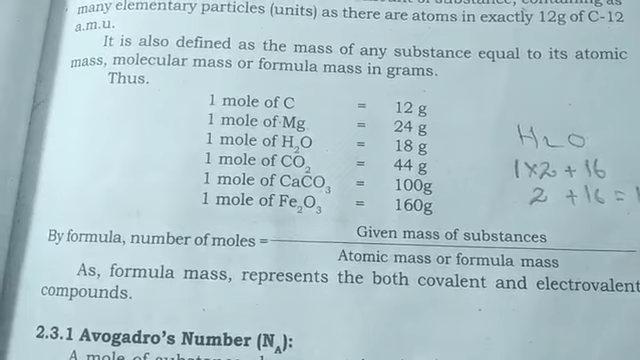 many elementary particles (units) as there are atoms in exactly 12g of C-12
a.m.u.
It is also defined as the mass of any substance equal to its atomic
mass, molecular mass or formula mass in grams.
Thus.
1 mole of C = 12 g
1 mole of Mg = 24 g
1 mole of H₂O = 18 g
1 mole of CO₂ = 44 g
1 mole of CaCO₃ = 100g
1 mole of Fe₂O₃ = 160g
H₂O
1×2 + 16
2 + 16 =
Given mass of substances
By formula, number of moles =
Atomic mass or formula mass
As, formula mass, represents the both covalent and electrovalent
compounds.
2.3.1 Avogadro's Number (N_A):
A mole of